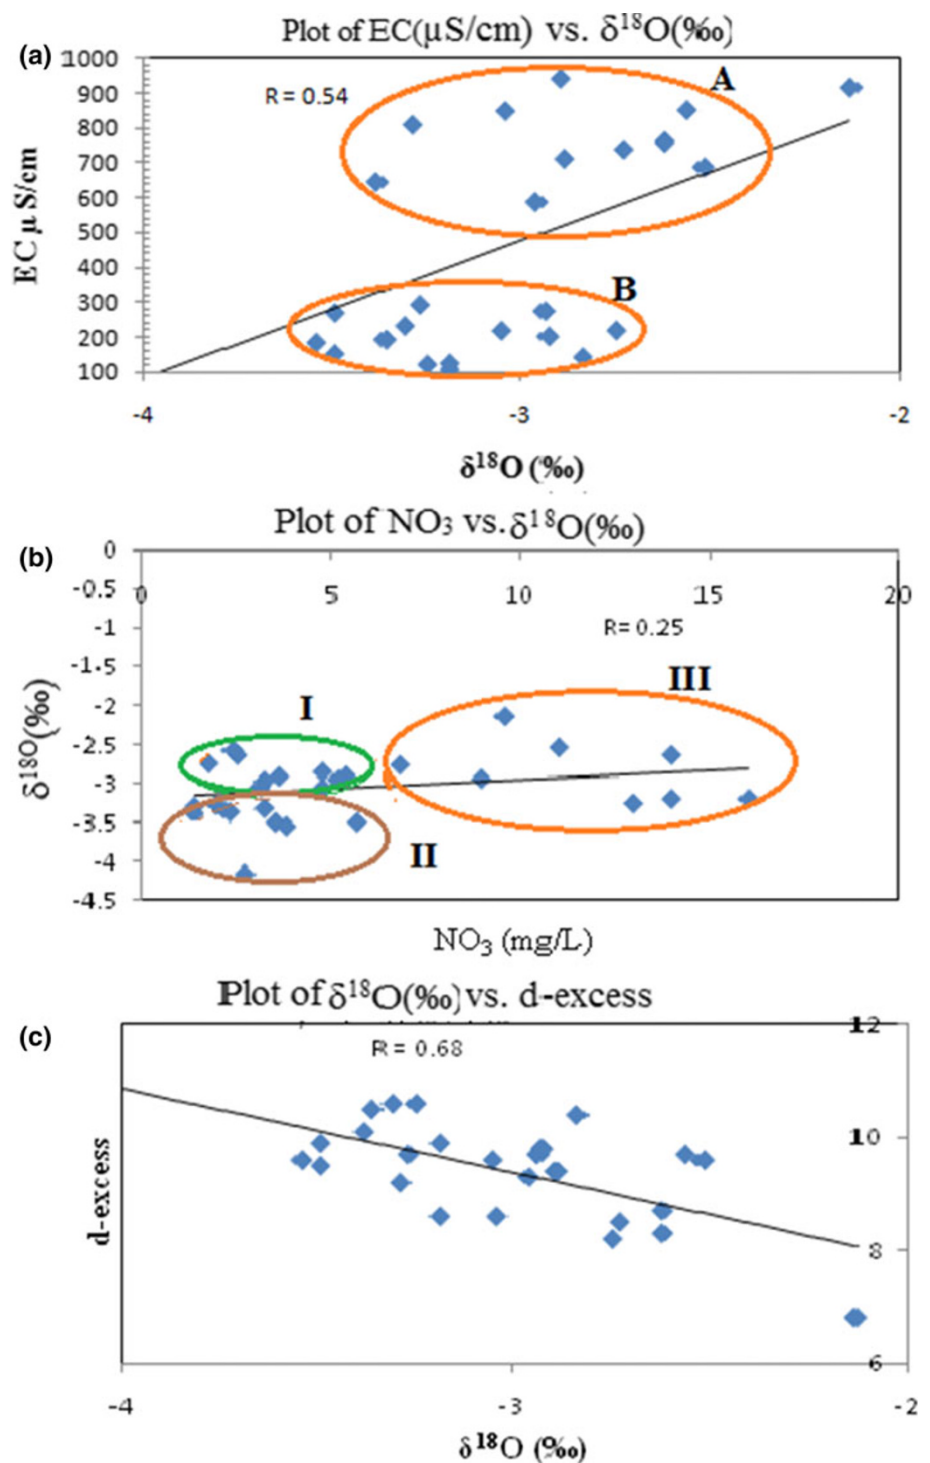 Plot of EC(µS/cm) vs. δ¹⁸O(‰)
(a)
1000
900
800
700
600
500
400
300
200
100
EC µ S/cm
R = 0.54
A
B
-4
-3
-2
δ¹⁸O (‰)
Plot of NO₃ vs.δ¹⁸O(‰)
(b)
0
-0.5
-1
-1.5
-2
-2.5
-3
-3.5
-4
-4.5
δ¹⁸O(‰)
0
5
10
15
20
R= 0.25
I
II
III
NO₃ (mg/L)
Plot of δ¹⁸O(‰) vs. d-excess
(c)
R = 0.68
12
10
8
6
d-excess
-4
-3
-2
δ¹⁸O (‰)